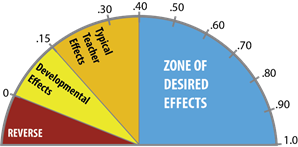 .30
.40
.50
.15
.60
.70
.80
.90
0
1.0
Typical
Teacher
Effects
Developmental
Effects
ZONE OF
DESIRED
EFFECTS
REVERSE